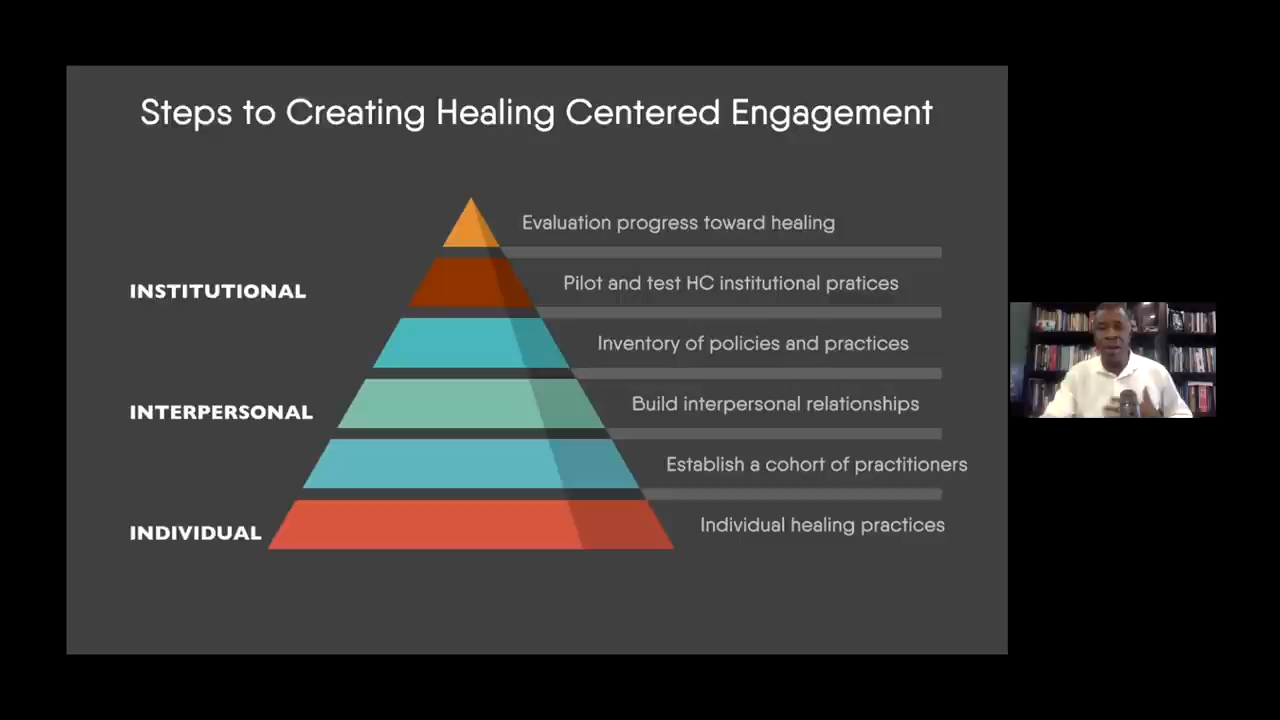 Steps to Creating Healing Centered Engagement
Evaluation progress toward healing
INSTITUTIONAL
Pilot and test HC institutional pratices
Inventory of policies and practices
INTERPERSONAL
Build interpersonal relationships
Establish a cohort of practitioners
INDIVIDUAL
Individual healing practices